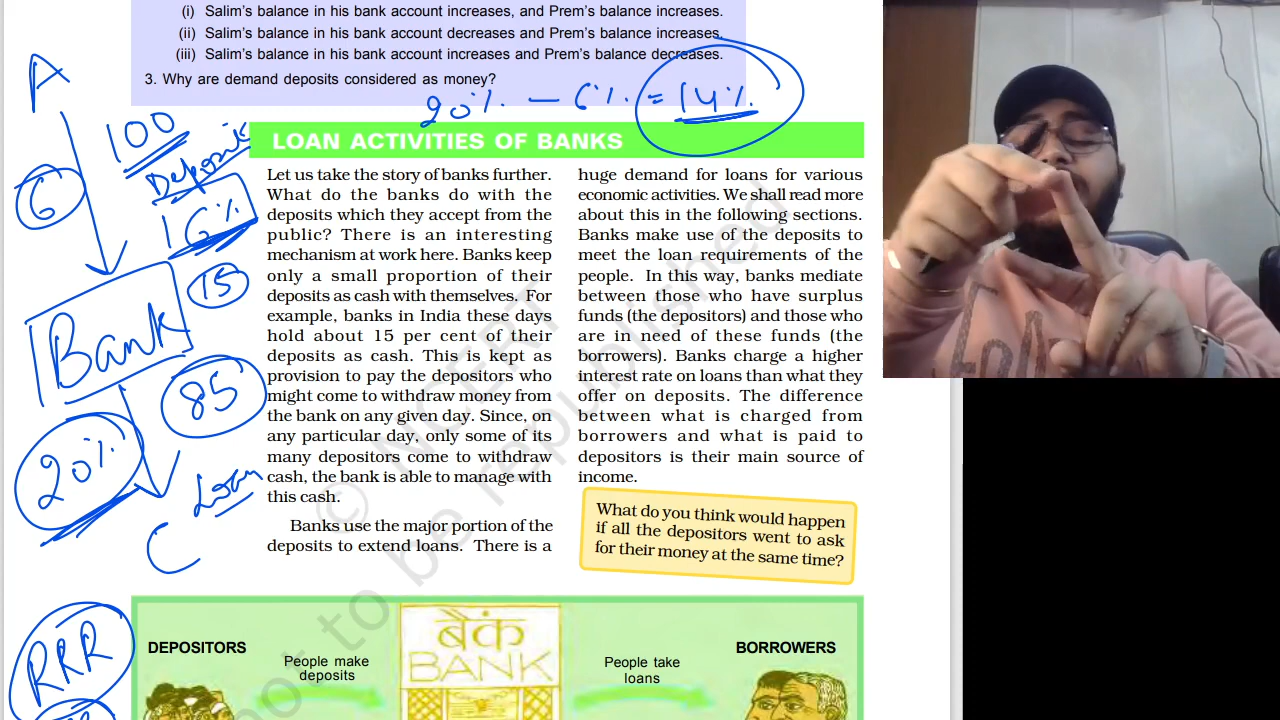 (i) Salim's balance in his bank account increases, and Prem's balance increases.
(ii) Salim's balance in his bank account decreases and Prem's balance increases.
(iii) Salim's balance in his bank account increases and Prem's balance decreases.
3. Why are demand deposits considered as money?
20% - 6% = 14%
A
100
Deposit
6
16%
Bank
15
85
20%
Loan
C
RRR
LOAN ACTIVITIES OF BANKS
Let us take the story of banks further.
What do the banks do with the
deposits which they accept from the
public? There is an interesting
mechanism at work here. Banks keep
only a small proportion of their
deposits as cash with themselves. For
example, banks in India these days
hold about 15 per cent of their
deposits as cash. This is kept as
provision to pay the depositors who
might come to withdraw money from
the bank on any given day. Since, on
any particular day, only some of its
many depositors come to withdraw
cash, the bank is able to manage with
this cash.
Banks use the major portion of the
deposits to extend loans. There is a
huge demand for loans for various
economic activities. We shall read more
about this in the following sections.
Banks make use of the deposits to
meet the loan requirements of the
people. In this way, banks mediate
between those who have surplus
funds (the depositors) and those who
are in need of these funds (the
borrowers). Banks charge a higher
interest rate on loans than what they
offer on deposits. The difference
between what is charged from
borrowers and what is paid to
depositors is their main source of
income.
What do you think would happen
if all the depositors went to ask
for their money at the same time?
© NCERT
not to be republished
DEPOSITORS
People make
deposits
बैंक
BANK
People take
loans
BORROWERS